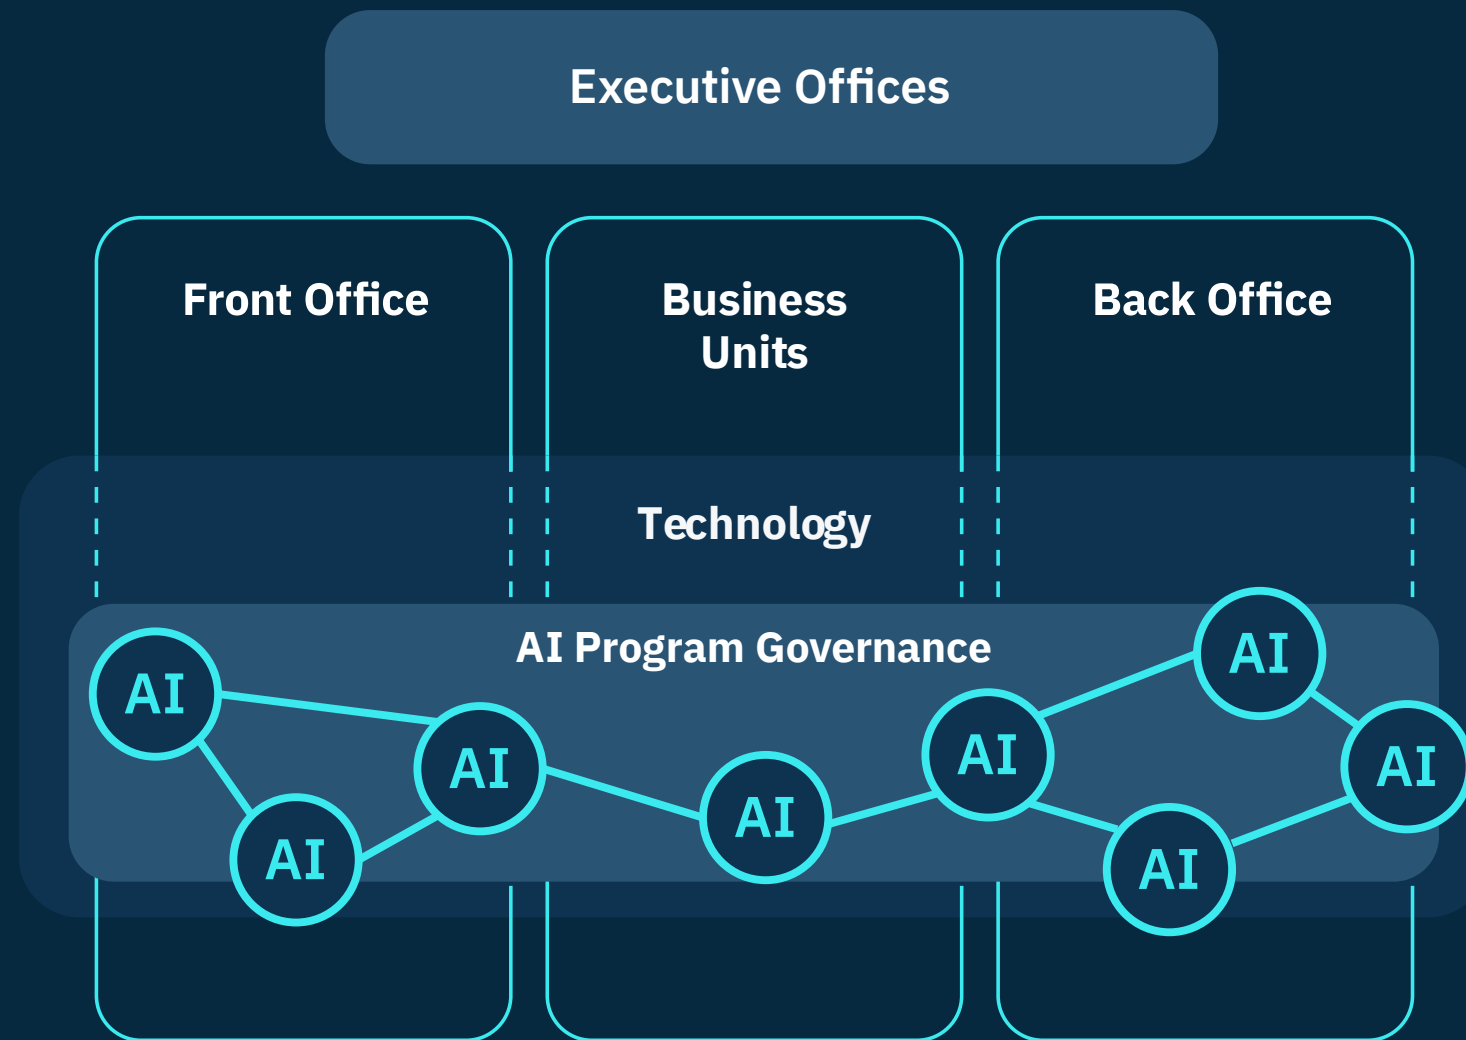 Executive Offices
Front Office
Business
Units
Back Office
Technology
AI Program Governance
AI
AI
AI
AI
AI
AI
AI
AI